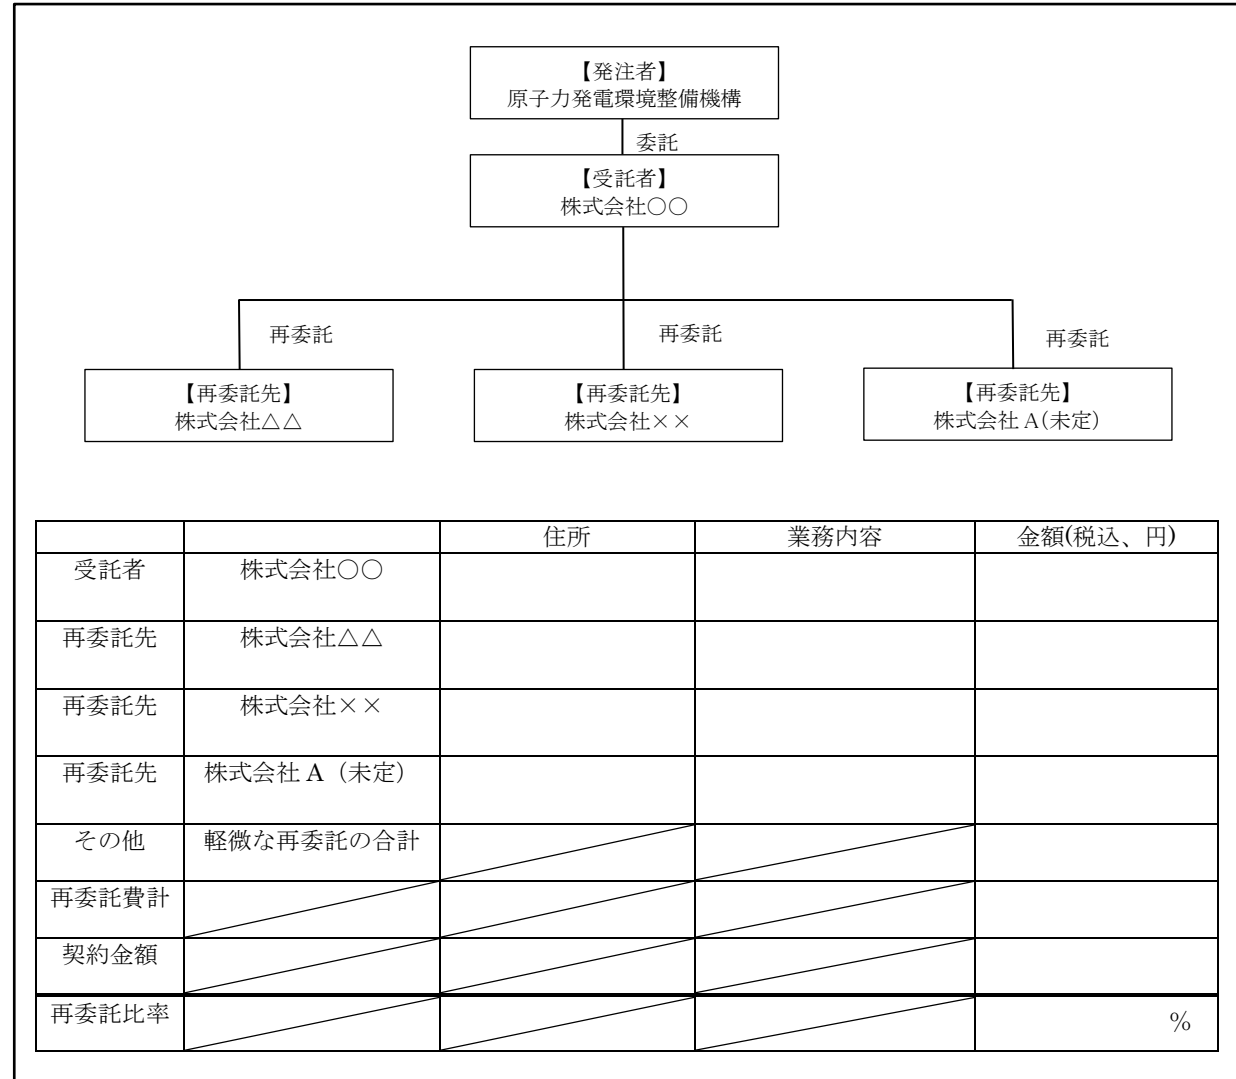 【発注者】
原子力発電環境整備機構
委託
【受託者】
株式会社○○
再委託
再委託
再委託
【再委託先】
株式会社△△
【再委託先】
株式会社××
【再委託先】
株式会社A(未定)
住所 業務内容 金額(税込、円)
受託者 株式会社○○
再委託先 株式会社△△
再委託先 株式会社××
再委託先 株式会社A（未定）
その他 軽微な再委託の合計
再委託費計
契約金額
再委託比率 %